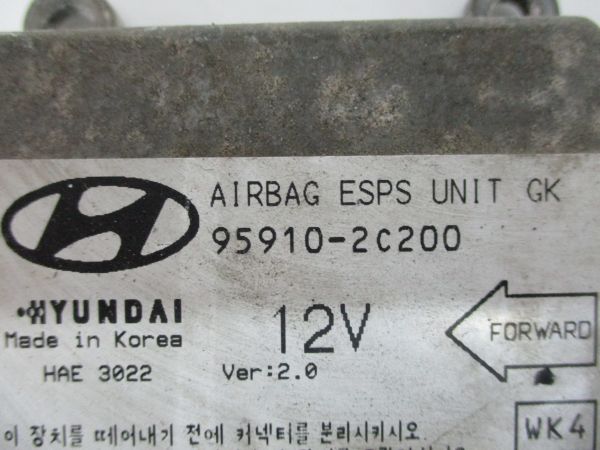 AIRBAG ESPS UNIT GK
95910-2C200
HYUNDAI
12V
FORWARD
Made in Korea
HAE 3022
Ver:2.0
WK4
이 장치를 떼어내기 전에 커넥터를 분리시키시오.